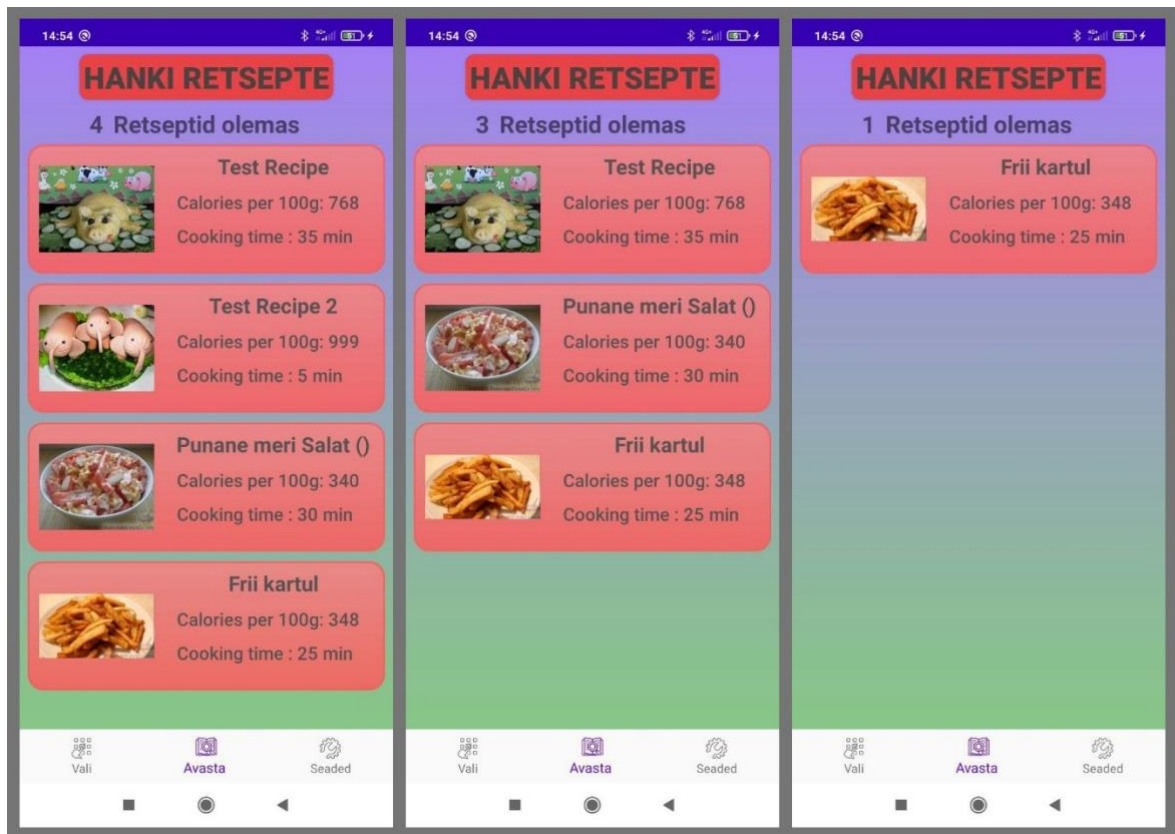 14:54
51
HANKI RETSEPTE
4 Retseptid olemas
Test Recipe
Calories per 100g: 768
Cooking time : 35 min
Test Recipe 2
Calories per 100g: 999
Cooking time : 5 min
Punane meri Salat ()
Calories per 100g: 340
Cooking time : 30 min
Frii kartul
Calories per 100g: 348
Cooking time : 25 min
Vali
Avasta
Seaded
14:54
51
HANKI RETSEPTE
3 Retseptid olemas
Test Recipe
Calories per 100g: 768
Cooking time : 35 min
Punane meri Salat ()
Calories per 100g: 340
Cooking time : 30 min
Frii kartul
Calories per 100g: 348
Cooking time : 25 min
Vali
Avasta
Seaded
14:54
51
HANKI RETSEPTE
1 Retseptid olemas
Frii kartul
Calories per 100g: 348
Cooking time : 25 min
Vali
Avasta
Seaded